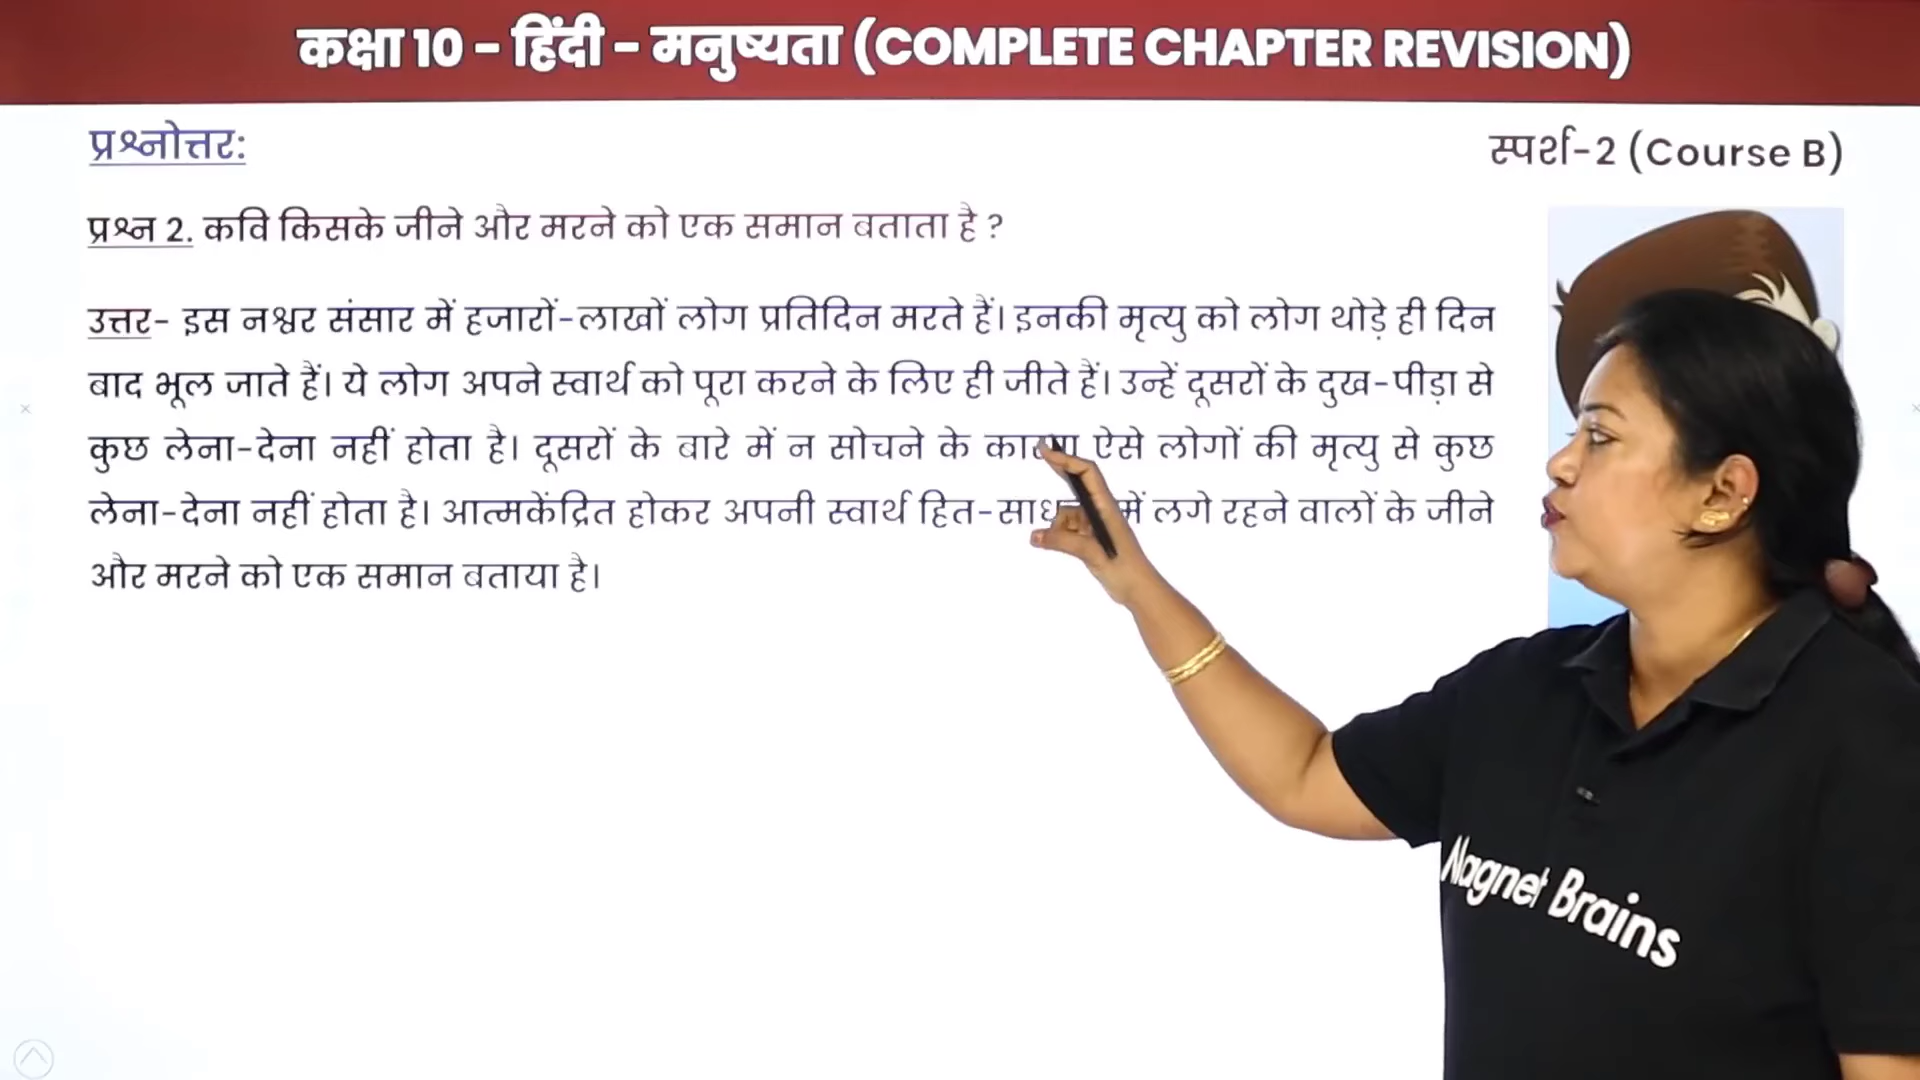 कक्षा 10 - हिंदी - मनुष्यता (COMPLETE CHAPTER REVISION)
प्रश्नोत्तर:
स्पर्श-2 (Course B)
प्रश्न 2. कवि किसके जीने और मरने को एक समान बताता है ?
उत्तर- इस नश्वर संसार में हजारों-लाखों लोग प्रतिदिन मरते हैं। इनकी मृत्यु को लोग थोड़े ही दिन
बाद भूल जाते हैं। ये लोग अपने स्वार्थ को पूरा करने के लिए ही जीते हैं। उन्हें दूसरों के दुख-पीड़ा से
कुछ लेना-देना नहीं होता है। दूसरों के बारे में न सोचने के कारण ऐसे लोगों की मृत्यु से कुछ
लेना-देना नहीं होता है। आत्मकेंद्रित होकर अपनी स्वार्थ हित-साधन में लगे रहने वालों के जीने
और मरने को एक समान बताया है।
Magnet Brains